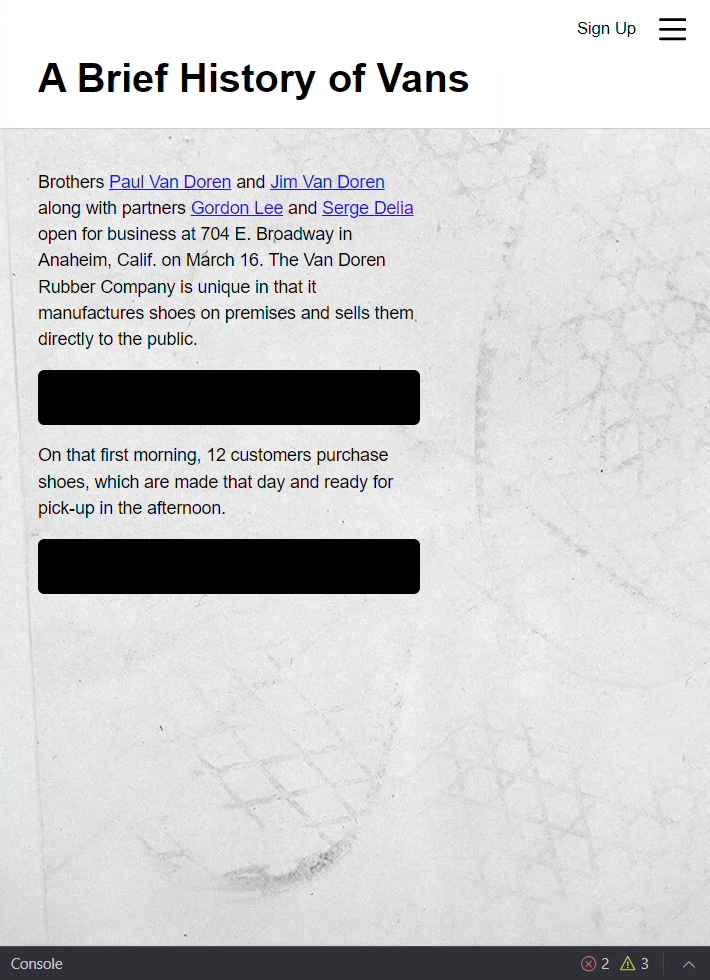 Sign Up
A Brief History of Vans
Brothers Paul Van Doren and Jim Van Doren
along with partners Gordon Lee and Serge Delia
open for business at 704 E. Broadway in
Anaheim, Calif. on March 16. The Van Doren
Rubber Company is unique in that it
manufactures shoes on premises and sells them
directly to the public.
On that first morning, 12 customers purchase
shoes, which are made that day and ready for
pick-up in the afternoon.
Console 2 3